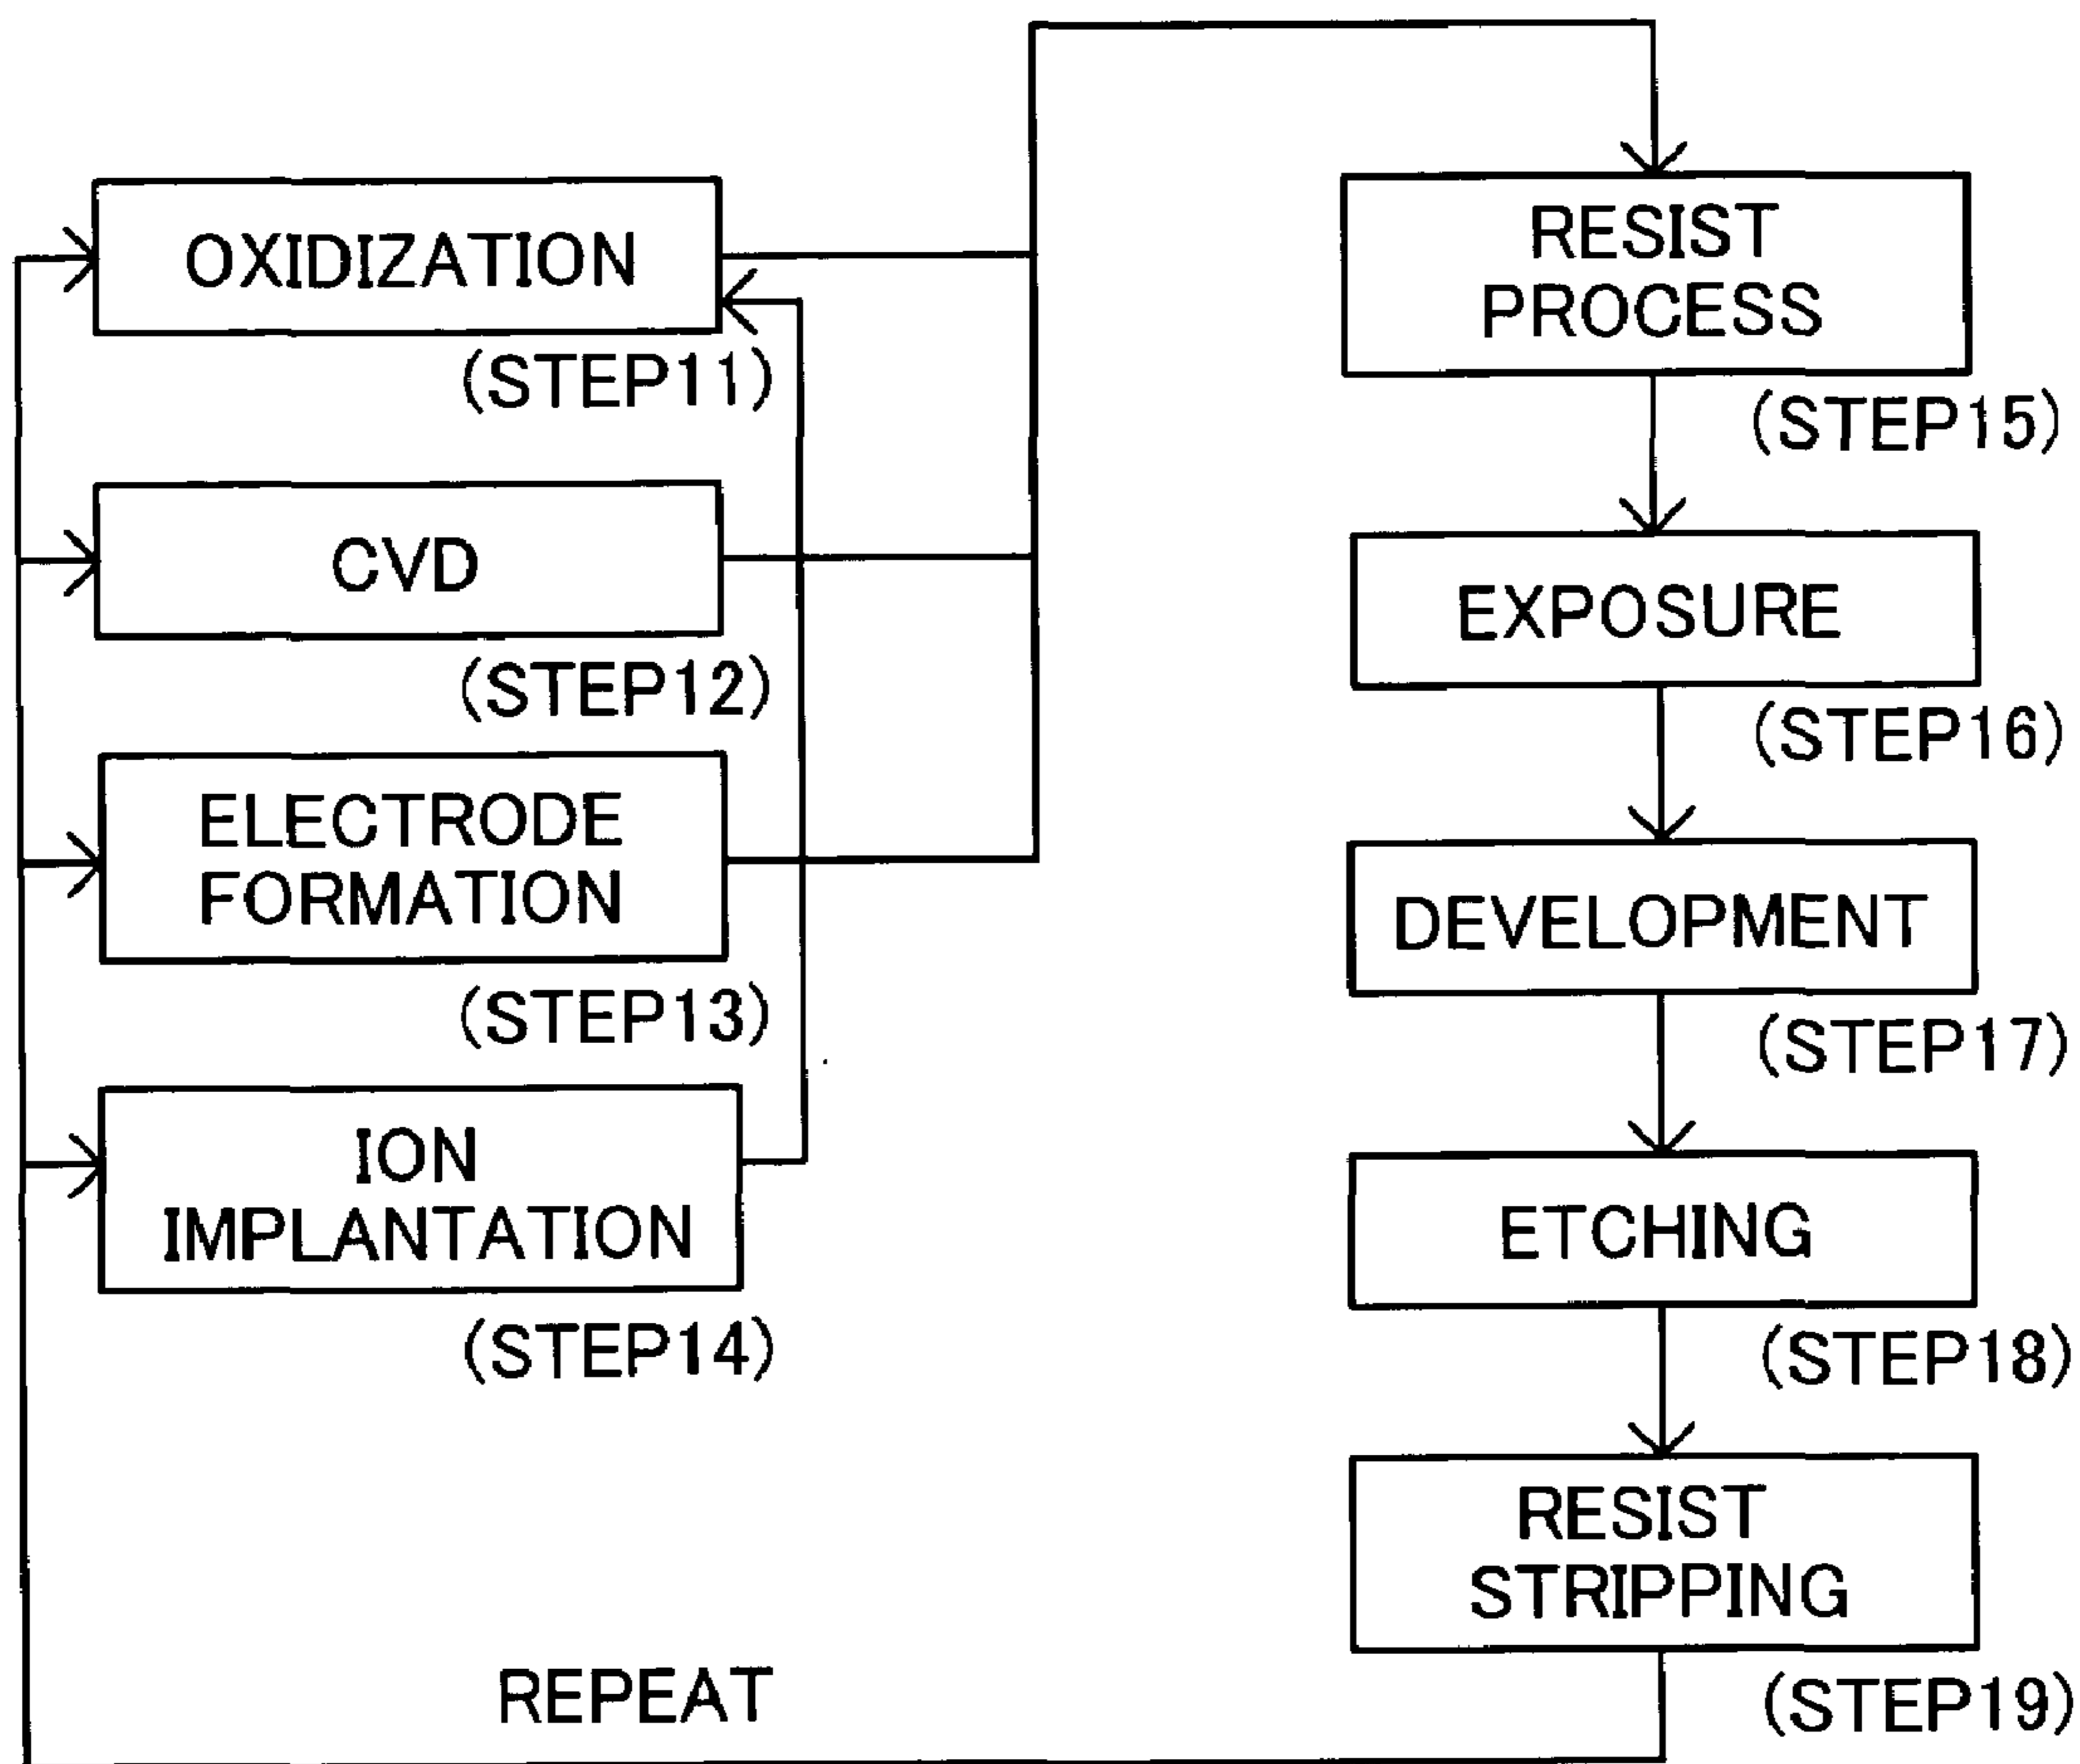 OXIDIZATION
(STEP11)
CVD
(STEP12)
ELECTRODE
FORMATION
(STEP13)
ION
IMPLANTATION
(STEP14)
RESIST
PROCESS
(STEP15)
EXPOSURE
(STEP16)
DEVELOPMENT
(STEP17)
ETCHING
(STEP18)
RESIST
STRIPPING
(STEP19)
REPEAT